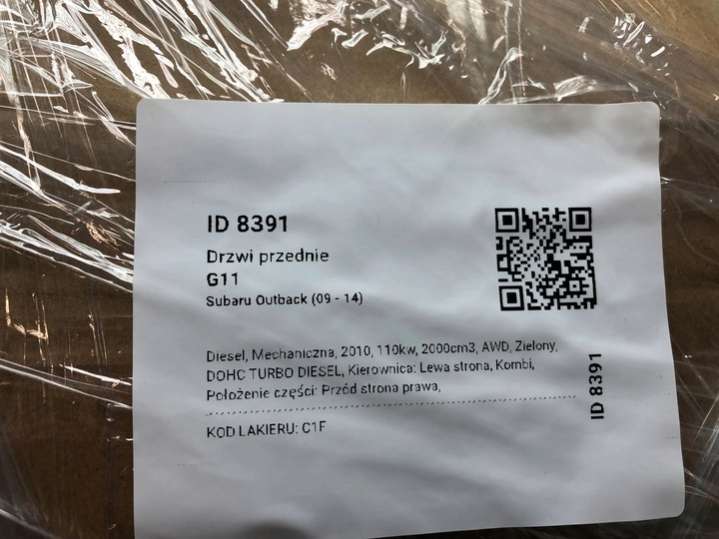 ID 8391
Drzwi przednie
G11
Subaru Outback (09 - 14)
Diesel, Mechaniczna, 2010, 110kw, 2000cm3, AWD, Zielony,
DOHC TURBO DIESEL, Kierownica: Lewa strona, Kombi,
Położenie części: Przód strona prawa,
KOD LAKIERU: C1F
ID 8391